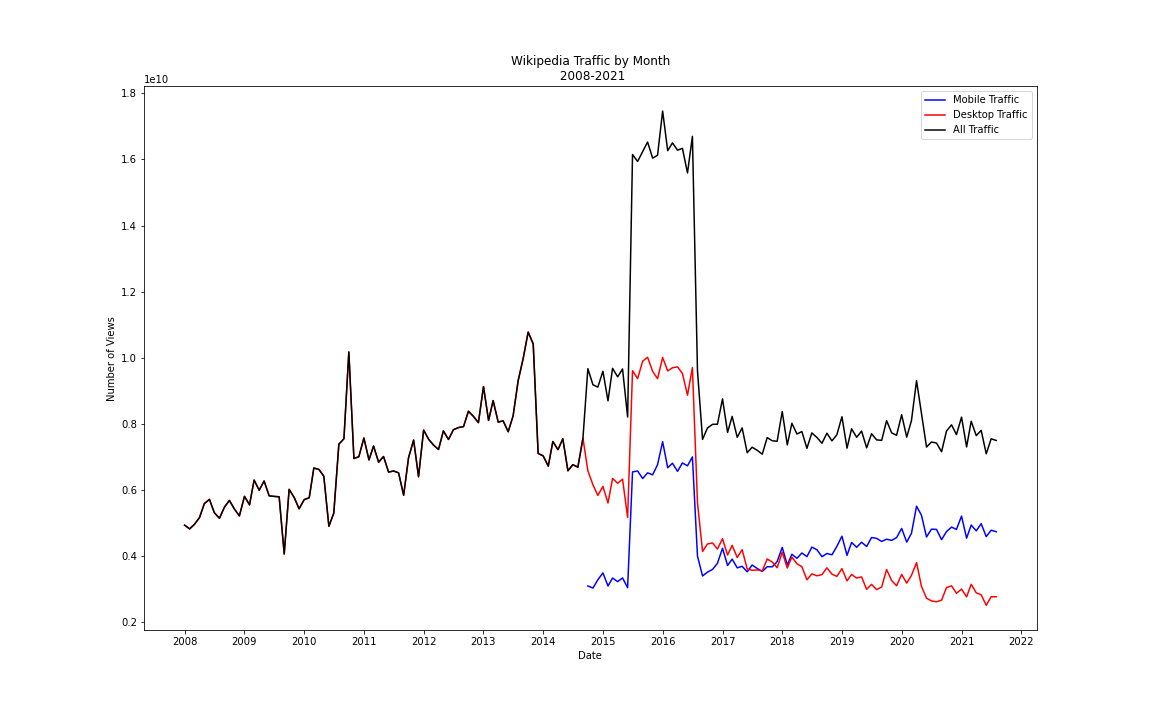 Wikipedia Traffic by Month
2008-2021
1e10
1.8
1.6
1.4
1.2
1.0
0.8
0.6
0.4
0.2
Number of Views
Mobile Traffic
Desktop Traffic
All Traffic
2008 2009 2010 2011 2012 2013 2014 2015 2016 2017 2018 2019 2020 2021 2022
Date